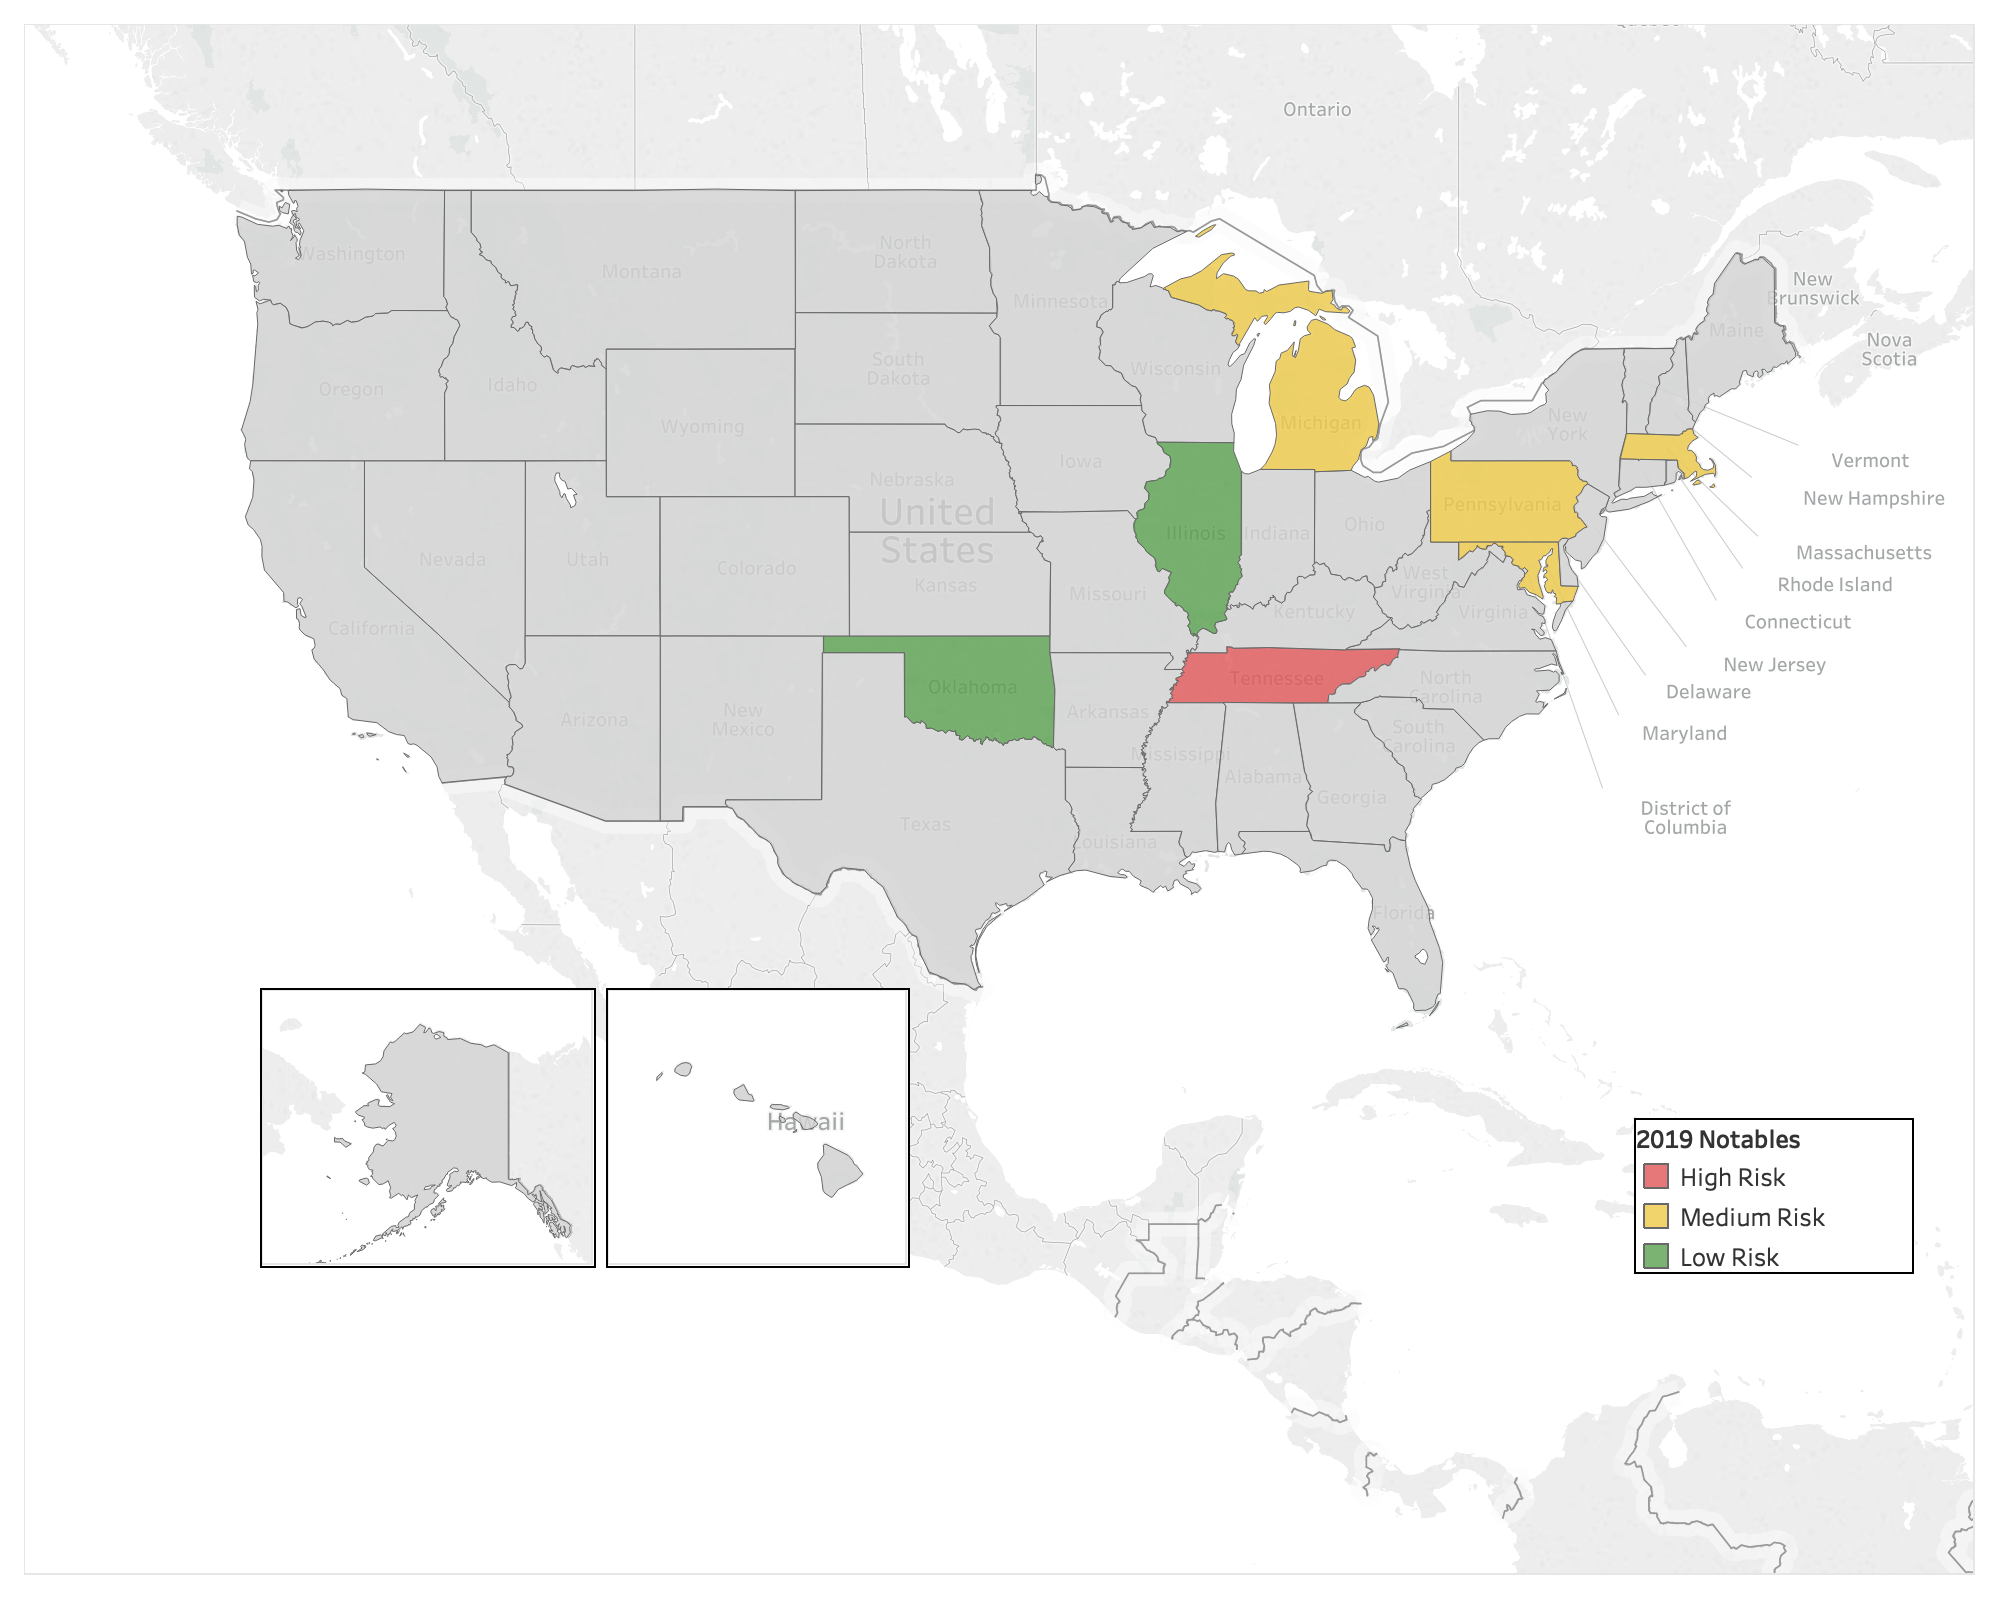 Ontario
Washington
Montana
North
Dakota
Minnesota
New
Brunswick
Maine
Nova
Scotia
Oregon
Idaho
South
Dakota
Wisconsin
Wyoming
Michigan
New
York
Iowa
Nebraska
Vermont
New Hampshire
United
States
Pennsylvania
Nevada
Utah
Colorado
Kansas
Illinois
Indiana
Ohio
Massachusetts
Missouri
West
Virginia
Rhode Island
California
Kentucky
Virginia
Connecticut
New Jersey
Oklahoma
Tennessee
North
Carolina
Delaware
Arizona
New
Mexico
Arkansas
South
Carolina
Maryland
Mississippi
Alabama
Georgia
District of
Columbia
Texas
Louisiana
Florida
Hawaii
2019 Notables
High Risk
Medium Risk
Low Risk